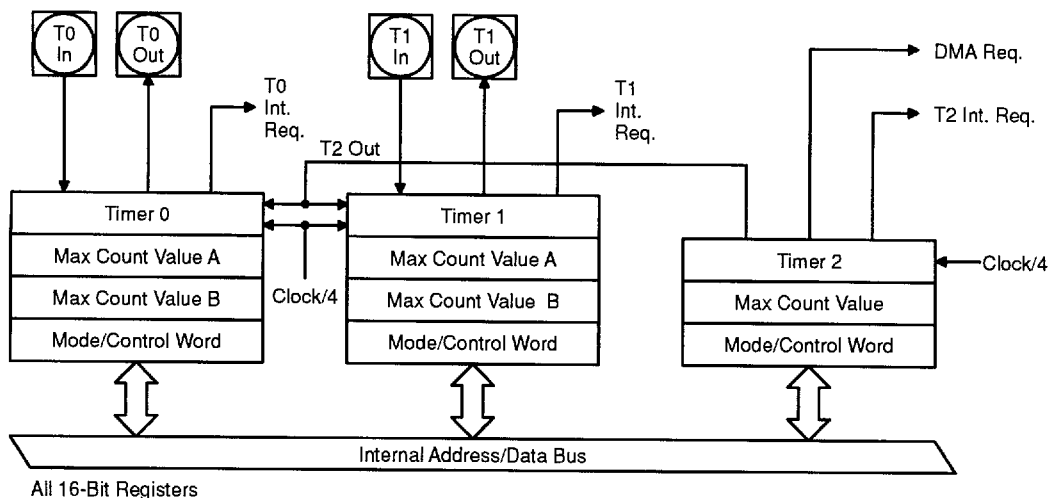 T0
In
T0
Out
T1
In
T1
Out
DMA Req.
T0
Int.
Req.
T1
Int.
Req.
T2 Int. Req.
T2 Out
Timer 0
Max Count Value A
Max Count Value B
Mode/Control Word
Clock/4
Timer 1
Max Count Value A
Max Count Value B
Mode/Control Word
Timer 2
Max Count Value
Mode/Control Word
Clock/4
Internal Address/Data Bus
All 16-Bit Registers